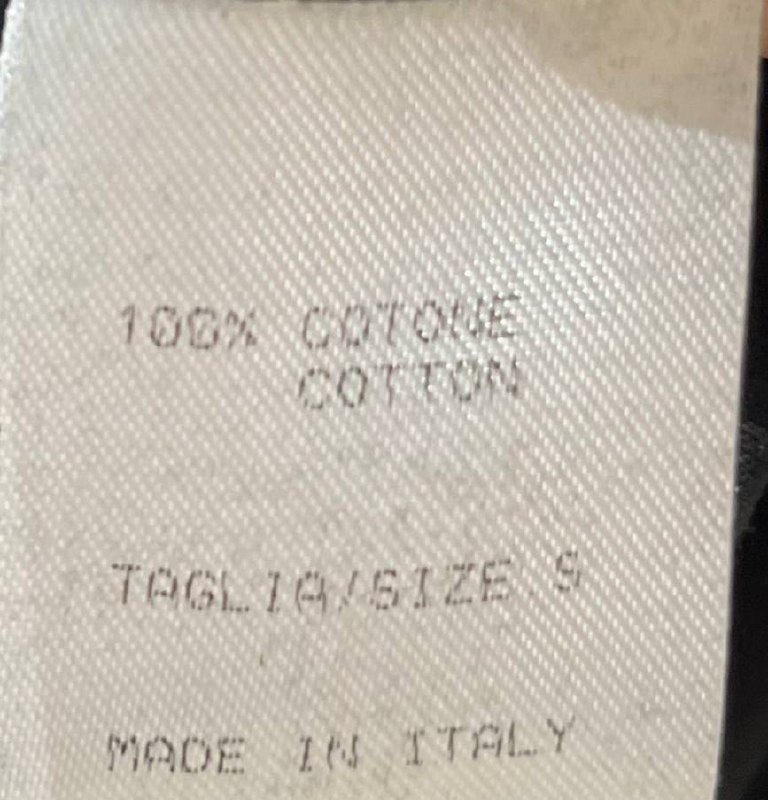 100% COTONE
COTTON
TAGLIA/SIZE S
MADE IN ITALY